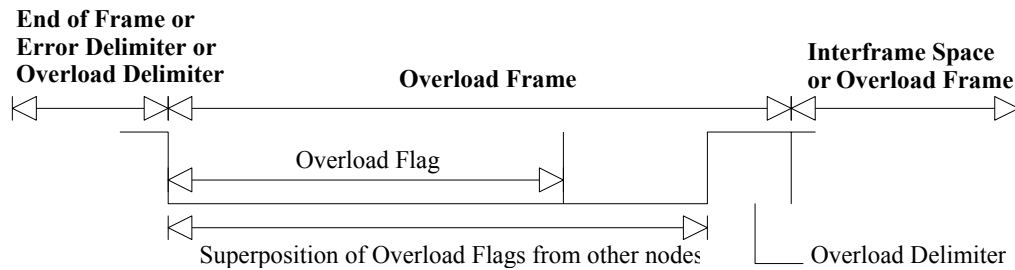 End of Frame or
Error Delimiter or
Overload Delimiter
Overload Frame
Interframe Space
or Overload Frame
Overload Flag
Superposition of Overload Flags from other nodes
Overload Delimiter